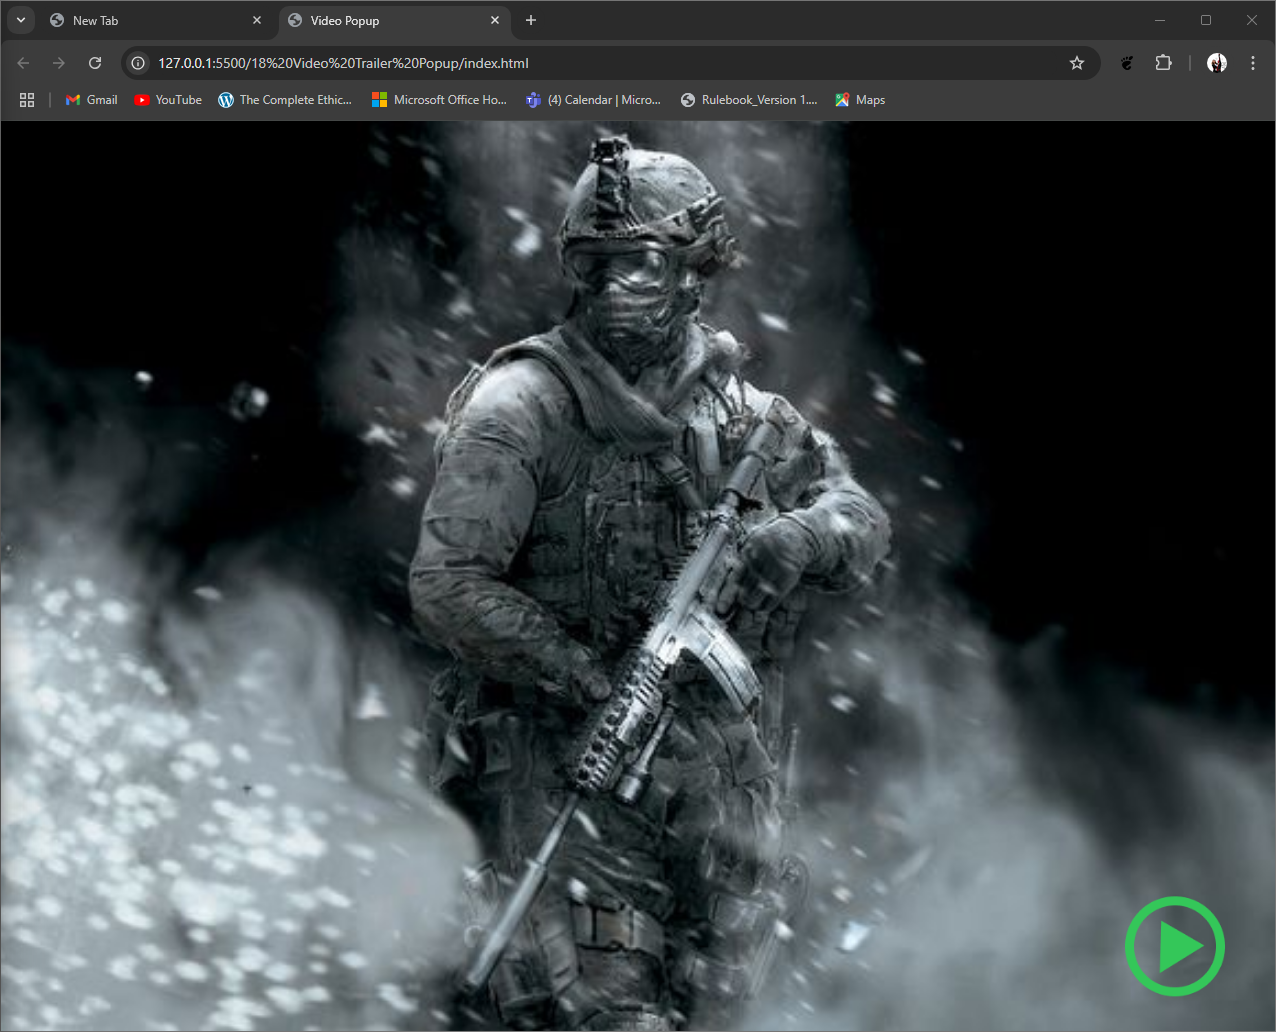 New Tab
Video Popup
127.0.0.1:5500/18%20Video%20Trailer%20Popup/index.html
Gmail
YouTube
The Complete Ethic...
Microsoft Office Ho...
(4) Calendar | Micro...
Rulebook_Version 1....
Maps